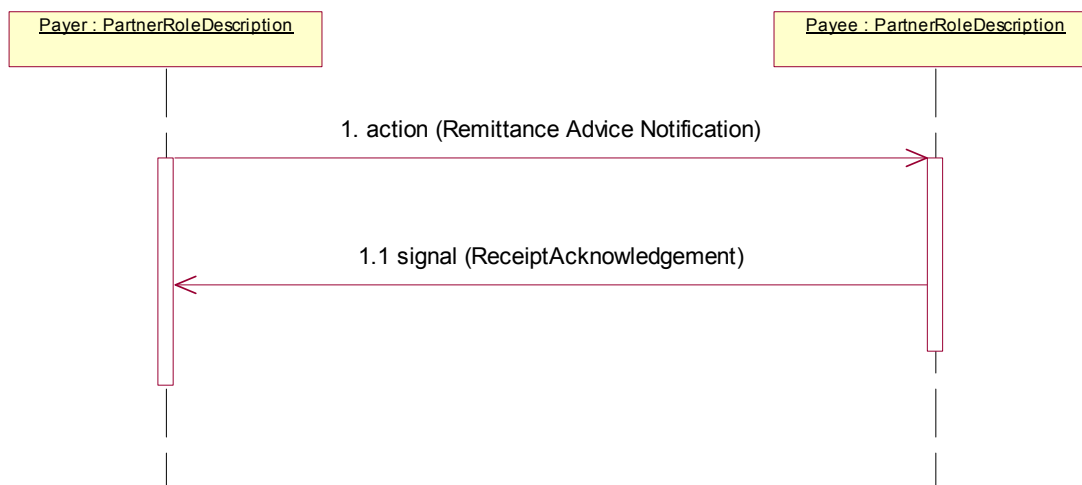 Payer : PartnerRoleDescription
Payee : PartnerRoleDescription
1. action (Remittance Advice Notification)
1.1 signal (ReceiptAcknowledgement)